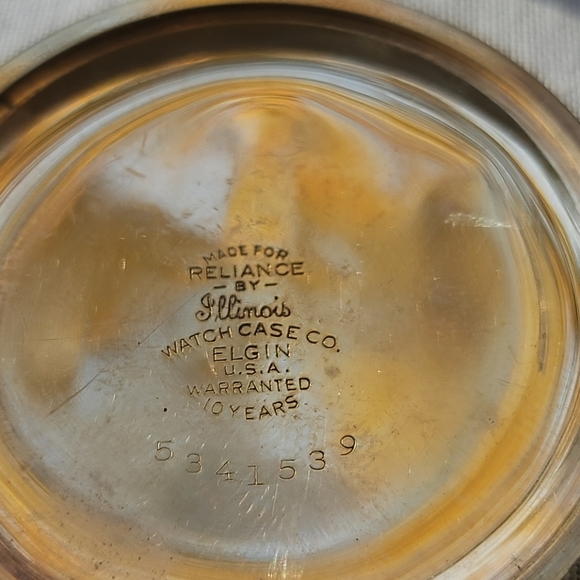 MADE FOR
RELIANCE
- BY -
Illinois
WATCH CASE CO.
ELGIN
U.S.A.
WARRANTED
10 YEARS
5341539